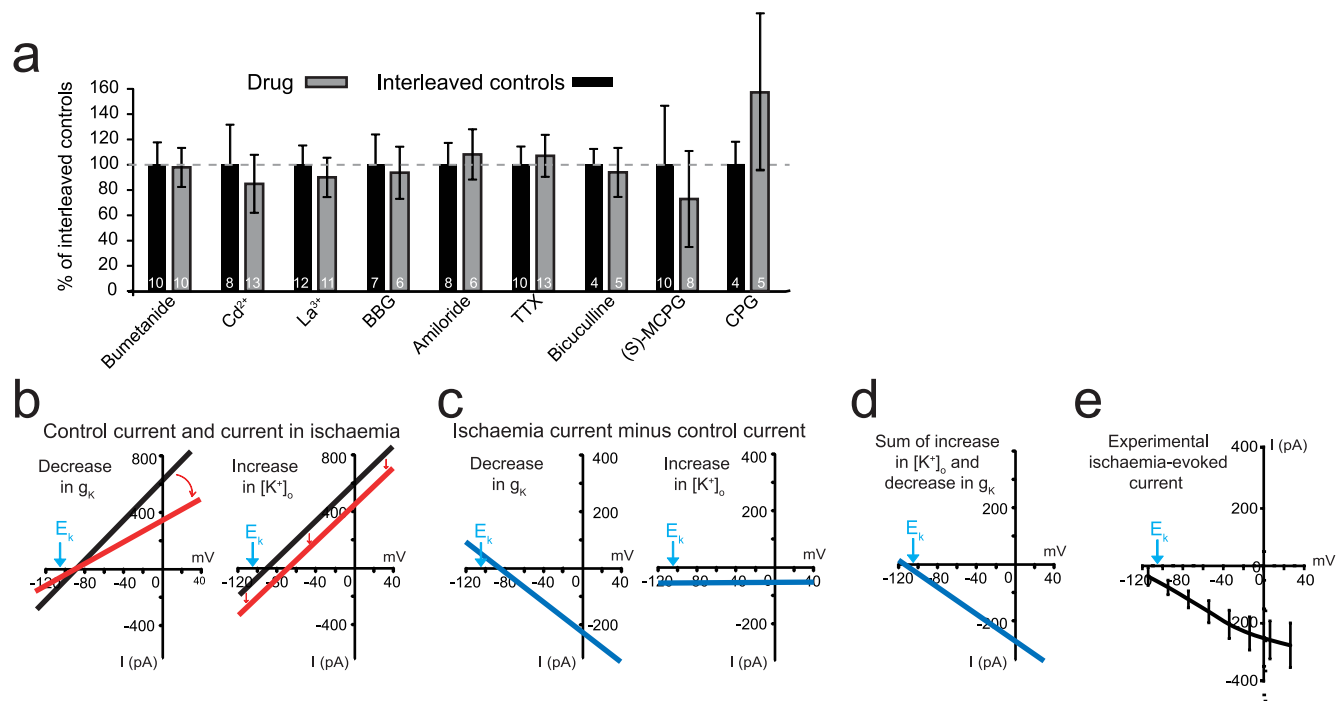 a
Drug
Interleaved controls
% of interleaved controls
160
140
120
100
80
60
40
20
0
10
10
8
13
12
11
7
6
8
6
10
13
4
5
10
8
4
5
Bumetanide
Cd²⁺
La³⁺
BBG
Amiloride
TTX
Bicuculline
(S)-MCPG
CPG
b
Control current and current in ischaemia
Decrease
in gK
800
400
Ek
mV
-120
-80
-40
0
40
-400
I (pA)
Increase
in [K⁺]o
800
400
Ek
mV
-120
-80
-40
0
40
-400
I (pA)
c
Ischaemia current minus control current
Decrease
in gK
400
200
Ek
mV
-120
-80
-40
0
40
-200
I (pA)
Increase
in [K⁺]o
400
200
Ek
mV
-120
-80
-40
0
40
-200
I (pA)
d
Sum of increase
in [K⁺]o and
decrease in gK
400
200
Ek
mV
-120
-80
-40
0
40
-200
I (pA)
e
Experimental
ischaemia-evoked
current
I (pA)
400
200
Ek
mV
-120
-80
-40
0
40
-200
-400